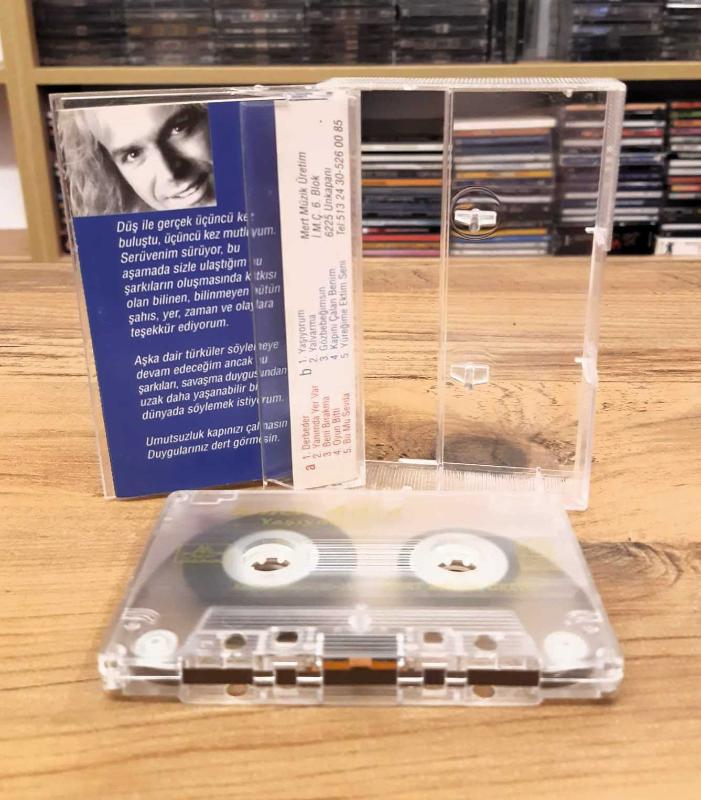 Düş ile gerçek üçüncü kez
buluştu, üçüncü kez mutluyum.
Serüvenim sürüyor, bu
aşamada sizle ulaştığım bu
şarkıların oluşmasında katkısı
olan bilinen, bilinmeyen bütün
şahıs, yer, zaman ve olaylara
teşekkür ediyorum.
Aşka dair türküler söylemeye
devam edeceğim ancak bu
şarkıları, savaşma duygusundan
uzak daha yaşanabilir bir
dünyada söylemek istiyorum.
Umutsuzluk kapınızı çalmasın
Duygularınız dert görmesin.
a
1. Derbeder
2. Yanımda Yer Var
3. Beni Bırakma
4. Oyun Bitti
5. Bu Mu Sevda
b
1. Yaşıyorum
2. Yalvarma
3. Gözbebeğimsin
4. Kapını Çalan Benim
5. Yüreğime Ektim Seni
Mert Müzik Üretim
İ.M.Ç. 6. Blok
6225 Unkapanı
Tel:513 24 30-526 00 85